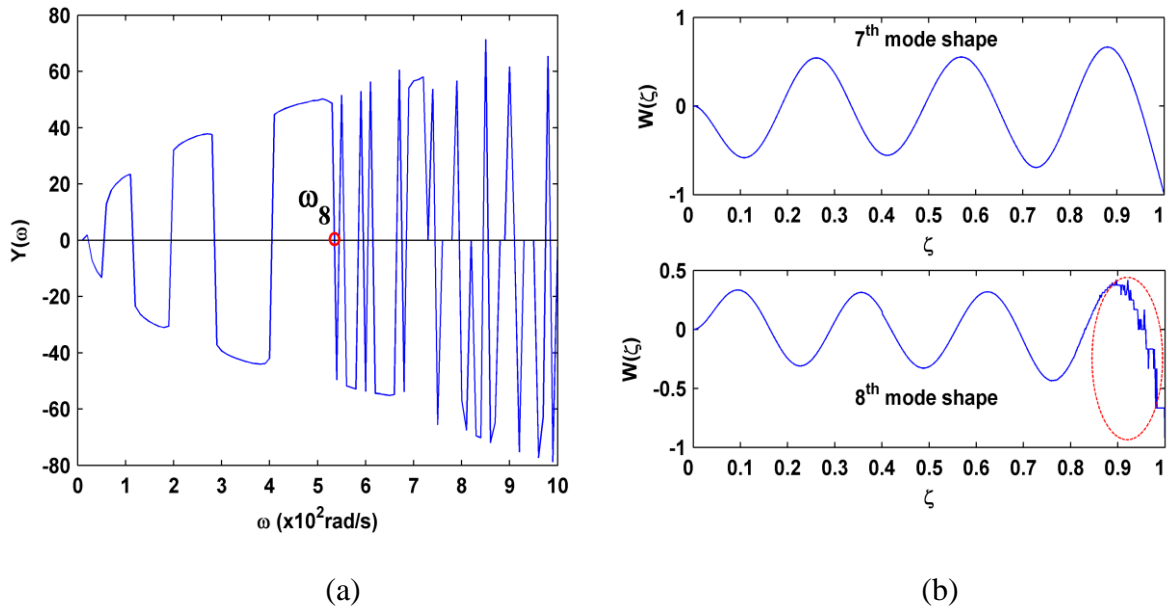 80
60
40
20
0
-20
-40
-60
-80
Y(ω)
ω8
0 1 2 3 4 5 6 7 8 9 10
ω (x10²rad/s)
(a)
1
0
-1
W(ζ)
7th mode shape
0 0.1 0.2 0.3 0.4 0.5 0.6 0.7 0.8 0.9 1
ζ
0.5
0
-0.5
-1
W(ζ)
8th mode shape
0 0.1 0.2 0.3 0.4 0.5 0.6 0.7 0.8 0.9 1
ζ
(b)